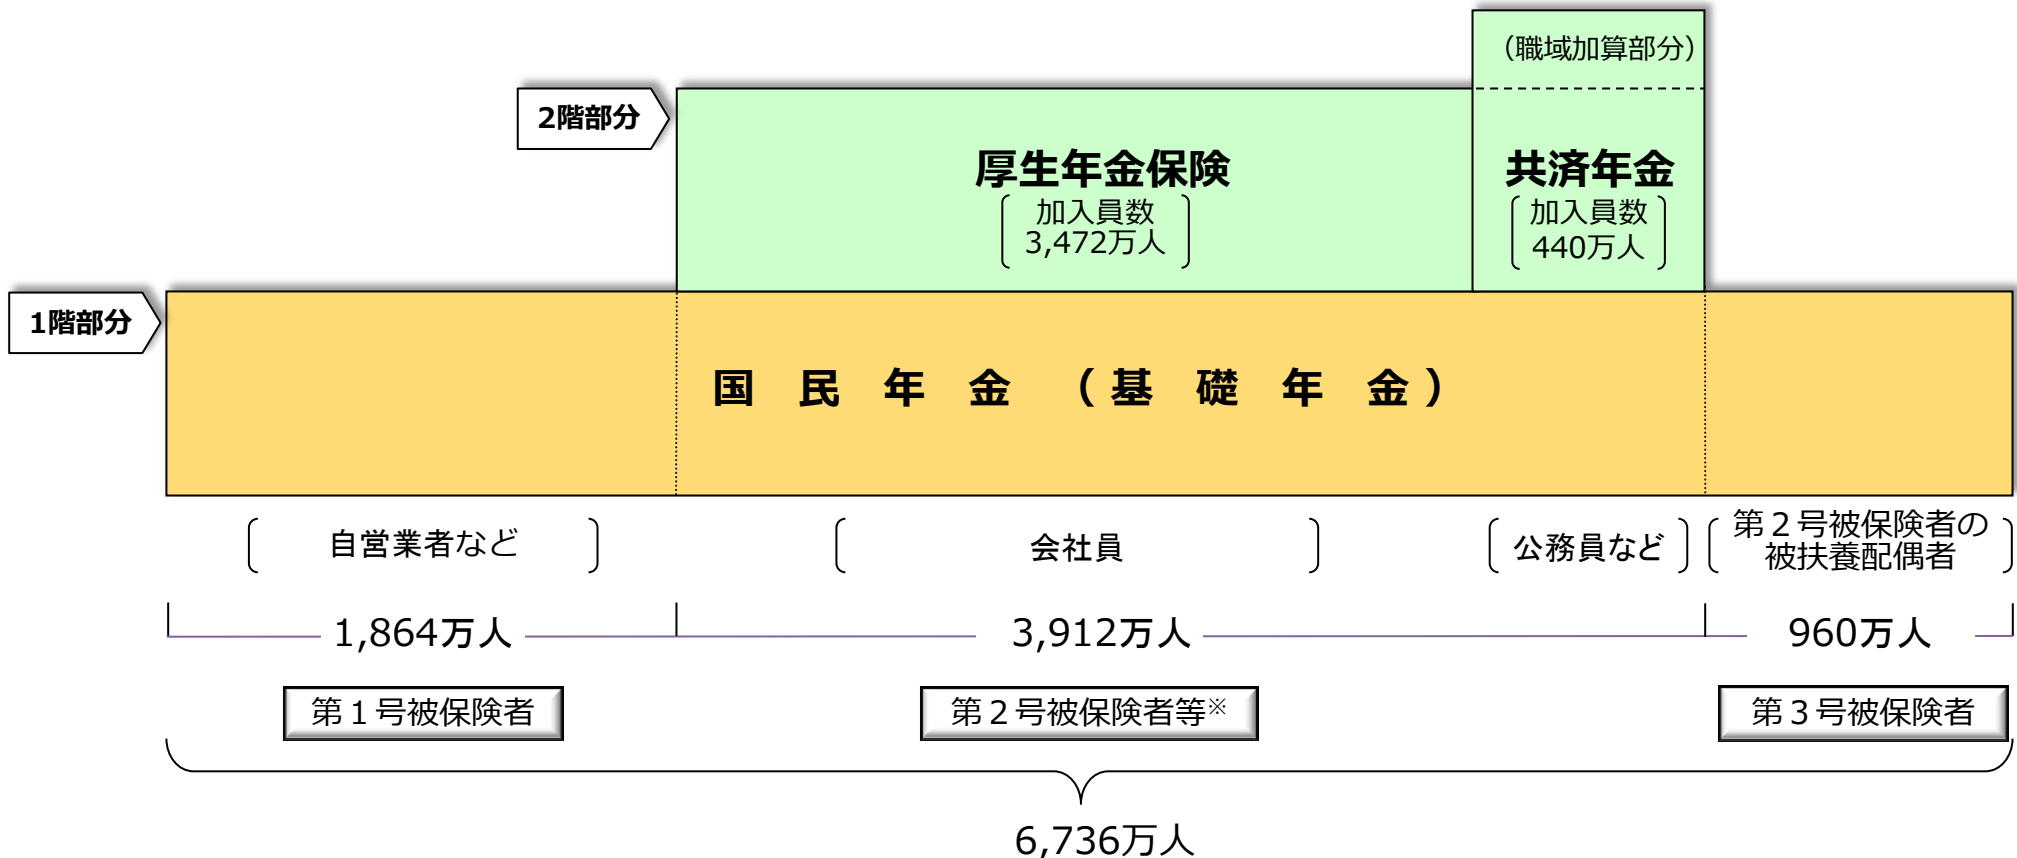 （職域加算部分）
2階部分
厚生年金保険
加入員数
3,472万人
共済年金
加入員数
440万人
1階部分
国 民 年 金 （ 基 礎 年 金 ）
自営業者など
会社員
公務員など
第２号被保険者の
被扶養配偶者
1,864万人
3,912万人
960万人
第１号被保険者
第２号被保険者等※
第３号被保険者
6,736万人